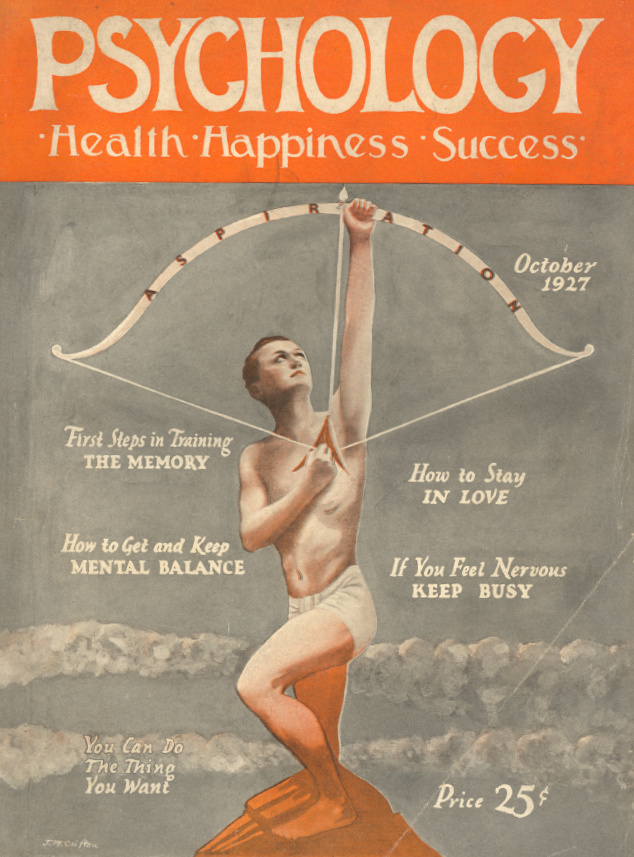 PSYCHOLOGY
·Health·Happiness·Success·
ASPIRATION
October
1927
First Steps in Training
THE MEMORY
How to Stay
IN LOVE
How to Get and Keep
MENTAL BALANCE
If You Feel Nervous
KEEP BUSY
You Can Do
The Thing
You Want
Price 25¢